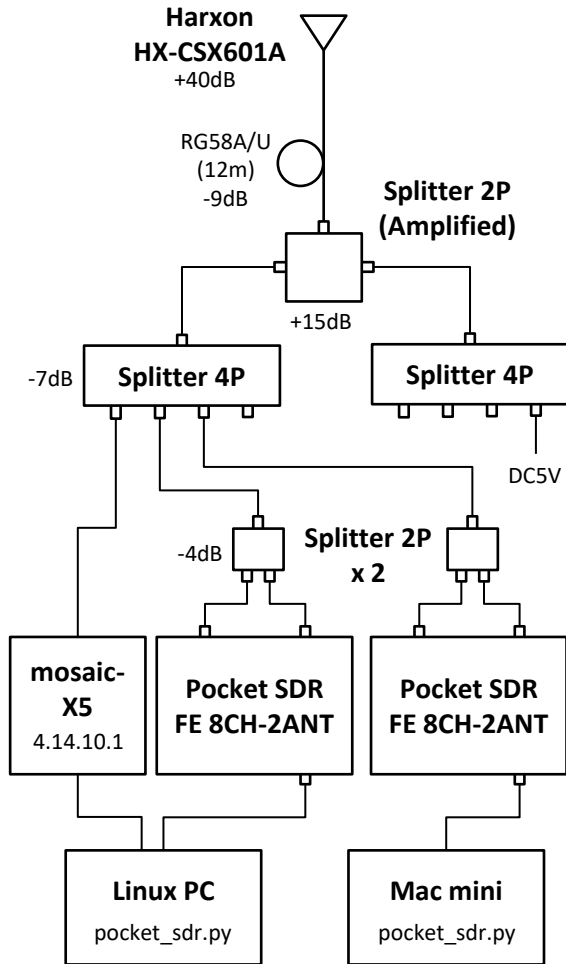 Harxon
HX-CSX601A
+40dB
RG58A/U
(12m)
-9dB
Splitter 2P
(Amplified)
+15dB
-7dB
Splitter 4P
Splitter 4P
DC5V
-4dB
Splitter 2P
x 2
mosaic-
X5
4.14.10.1
Pocket SDR
FE 8CH-2ANT
Pocket SDR
FE 8CH-2ANT
Linux PC
pocket_sdr.py
Mac mini
pocket_sdr.py